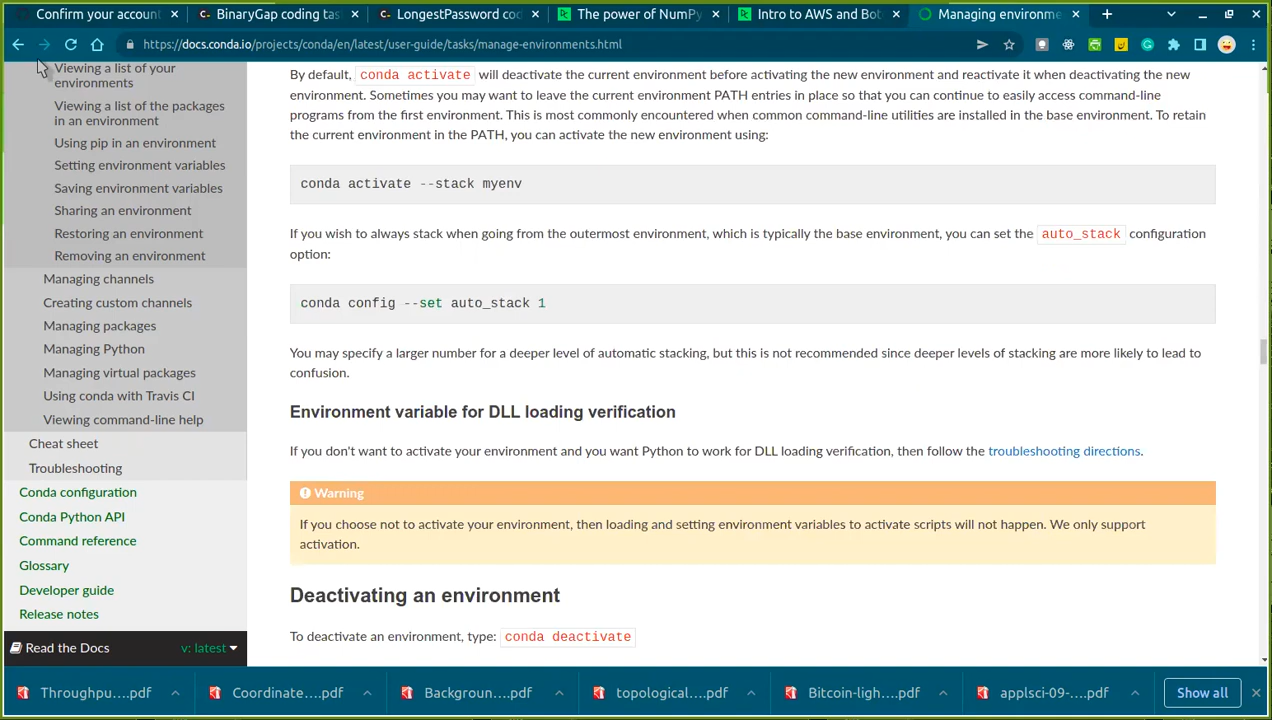 Confirm your account
BinaryGap coding tas
LongestPassword co
The power of NumPy
Intro to AWS and Bot
Managing environme
https://docs.conda.io/projects/conda/en/latest/user-guide/tasks/manage-environments.html
Viewing a list of your
environments
Viewing a list of the packages
in an environment
Using pip in an environment
Setting environment variables
Saving environment variables
Sharing an environment
Restoring an environment
Removing an environment
Managing channels
Creating custom channels
Managing packages
Managing Python
Managing virtual packages
Using conda with Travis CI
Viewing command-line help
Cheat sheet
Troubleshooting
Conda configuration
Conda Python API
Command reference
Glossary
Developer guide
Release notes
Read the Docs
v: latest
By default, conda activate will deactivate the current environment before activating the new environment and reactivate it when deactivating the new
environment. Sometimes you may want to leave the current environment PATH entries in place so that you can continue to easily access command-line
programs from the first environment. This is most commonly encountered when common command-line utilities are installed in the base environment. To retain
the current environment in the PATH, you can activate the new environment using:
conda activate --stack myenv
If you wish to always stack when going from the outermost environment, which is typically the base environment, you can set the auto_stack configuration
option:
conda config --set auto_stack 1
You may specify a larger number for a deeper level of automatic stacking, but this is not recommended since deeper levels of stacking are more likely to lead to
confusion.
Environment variable for DLL loading verification
If you don't want to activate your environment and you want Python to work for DLL loading verification, then follow the troubleshooting directions.
Warning
If you choose not to activate your environment, then loading and setting environment variables to activate scripts will not happen. We only support
activation.
Deactivating an environment
To deactivate an environment, type: conda deactivate
Throughpu....pdf
Coordinate....pdf
Backgroun....pdf
topological....pdf
Bitcoin-ligh....pdf
applsci-09-....pdf
Show all